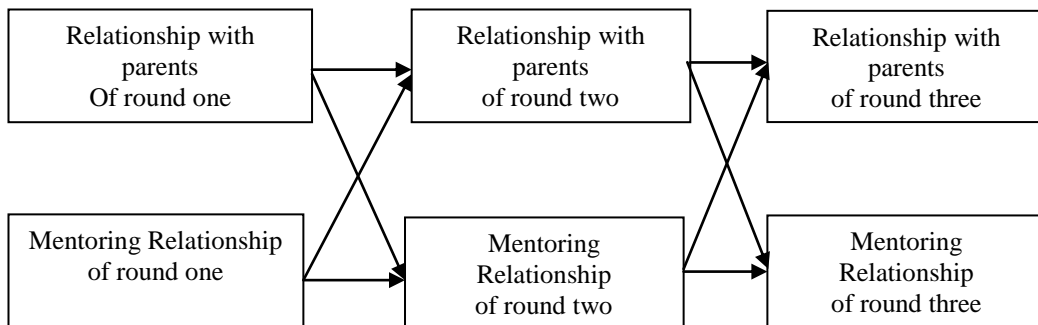 Relationship with
parents
Of round one
Relationship with
parents
of round two
Relationship with
parents
of round three
Mentoring Relationship
of round one
Mentoring
Relationship
of round two
Mentoring
Relationship
of round three